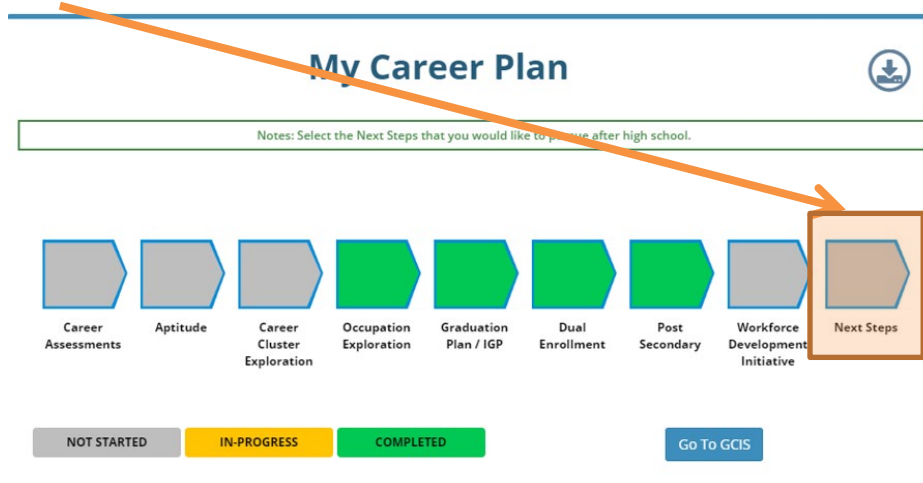 My Career Plan
Notes: Select the Next Steps that you would like to pursue after high school.
Career
Assessments
Aptitude
Career
Cluster
Exploration
Occupation
Exploration
Graduation
Plan / IGP
Dual
Enrollment
Post
Secondary
Workforce
Development
Initiative
Next Steps
NOT STARTED
IN-PROGRESS
COMPLETED
Go To GCIS